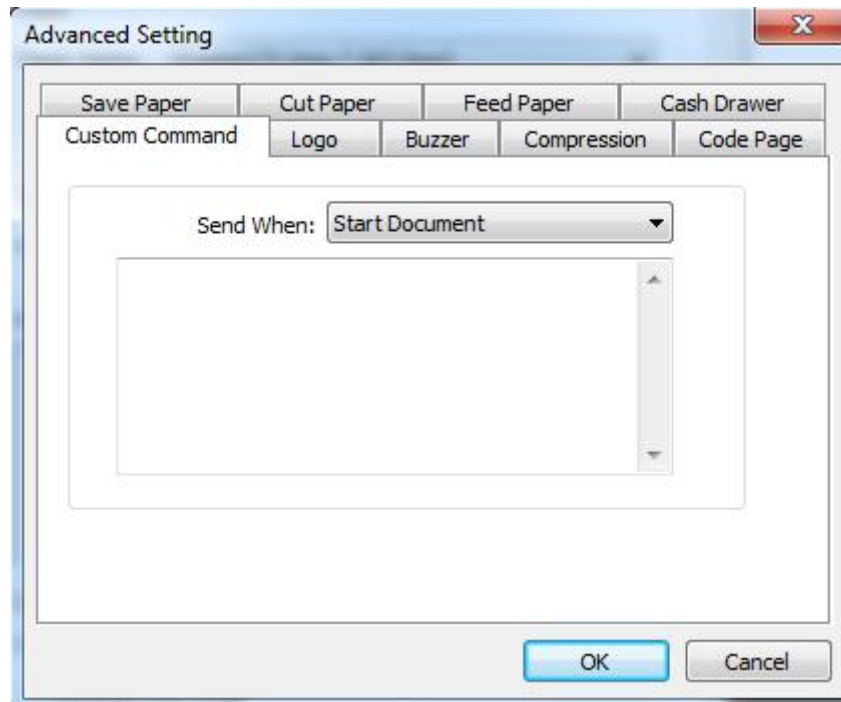 Advanced Setting
Save Paper Cut Paper Feed Paper Cash Drawer
Custom Command Logo Buzzer Compression Code Page
Send When: Start Document
OK Cancel